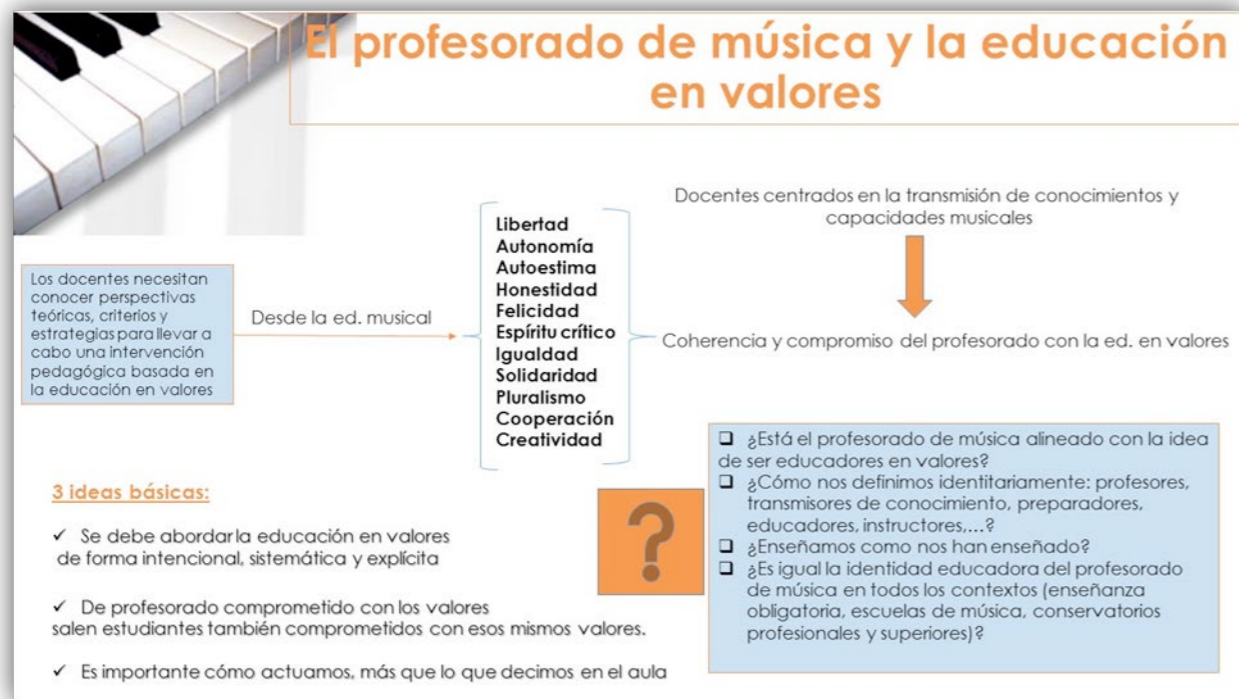 El profesorado de música y la educación
en valores
Los docentes necesitan
conocer perspectivas
teóricas, criterios y
estrategias para llevar a
cabo una intervención
pedagógica basada en
la educación en valores
Desde la ed. musical
Libertad
Autonomía
Autoestima
Honestidad
Felicidad
Espíritu crítico
Igualdad
Solidaridad
Pluralismo
Cooperación
Creatividad
Docentes centrados en la transmisión de conocimientos y
capacidades musicales
Coherencia y compromiso del profesorado con la ed. en valores
3 ideas básicas:
✓ Se debe abordar la educación en valores
de forma intencional, sistemática y explícita
✓ De profesorado comprometido con los valores
salen estudiantes también comprometidos con esos mismos valores.
✓ Es importante cómo actuamos, más que lo que decimos en el aula
?
❑ ¿Está el profesorado de música alineado con la idea
de ser educadores en valores?
❑ ¿Cómo nos definimos identitariamente: profesores,
transmisores de conocimiento, preparadores,
educadores, instructores,...?
❑ ¿Enseñamos como nos han enseñado?
❑ ¿Es igual la identidad educadora del profesorado
de música en todos los contextos (enseñanza
obligatoria, escuelas de música, conservatorios
profesionales y superiores)?